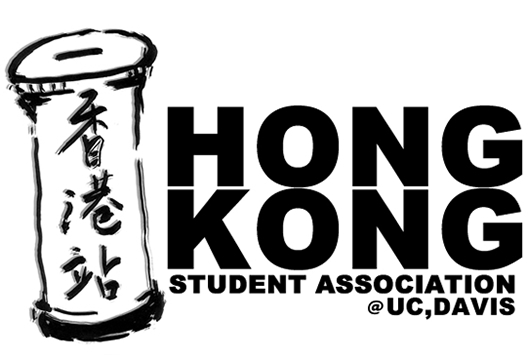 香港站
HONG
KONG
STUDENT ASSOCIATION
@UC,DAVIS